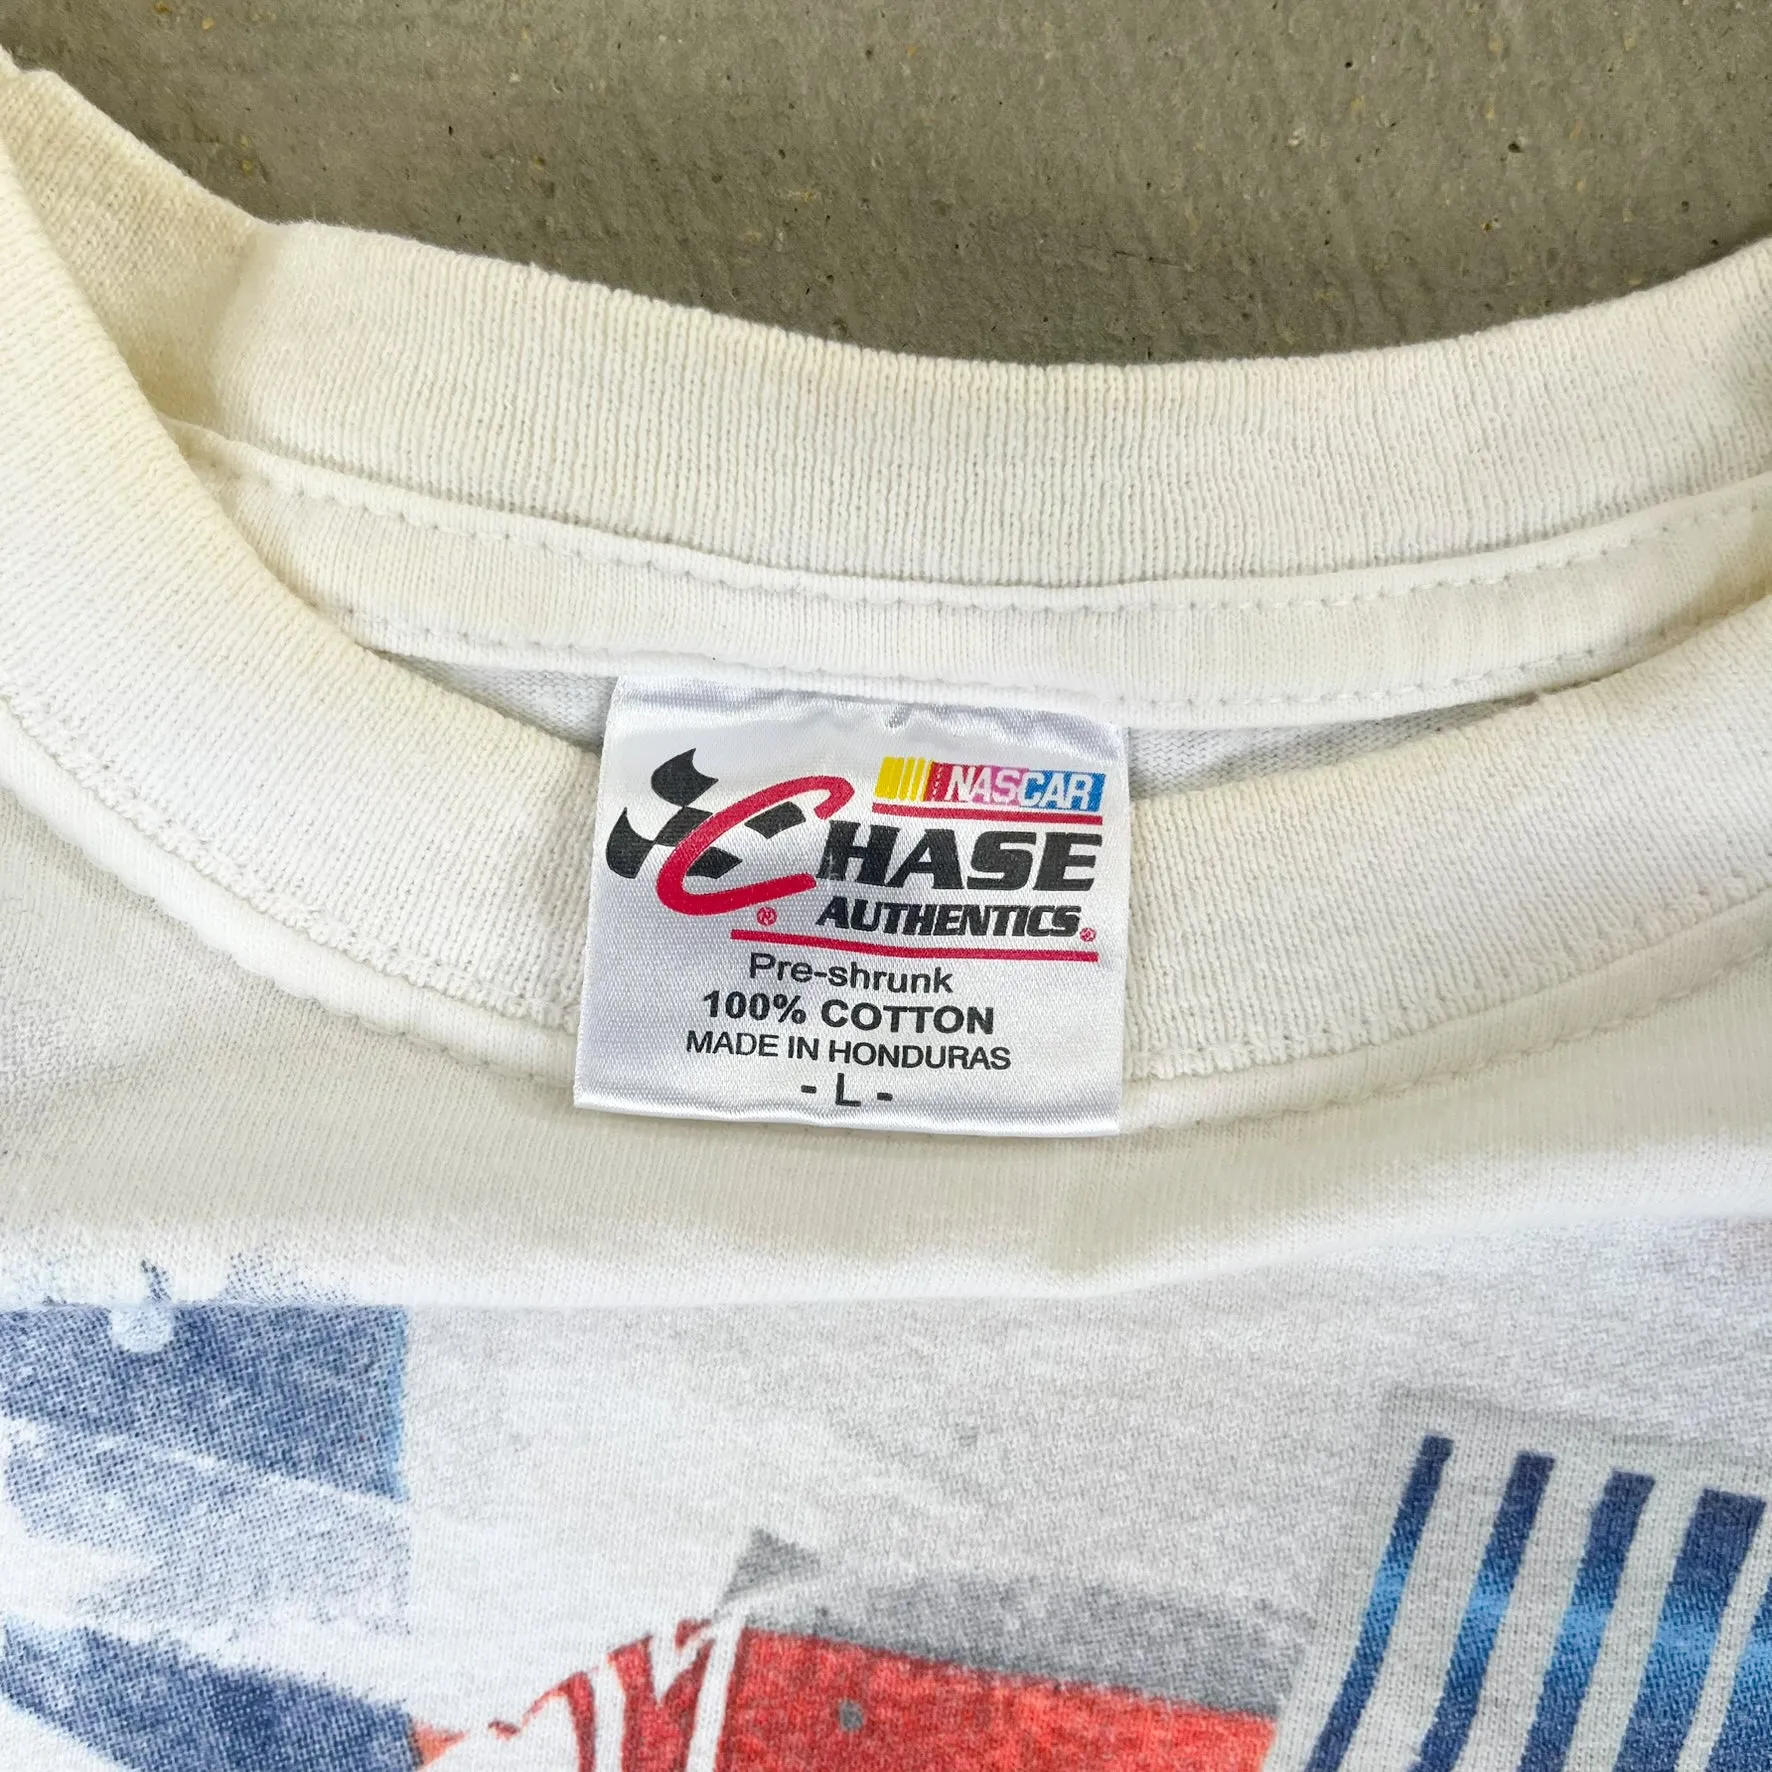 NASCAR
CHASE
AUTHENTICS®
Pre-shrunk
100% COTTON
MADE IN HONDURAS
- L -